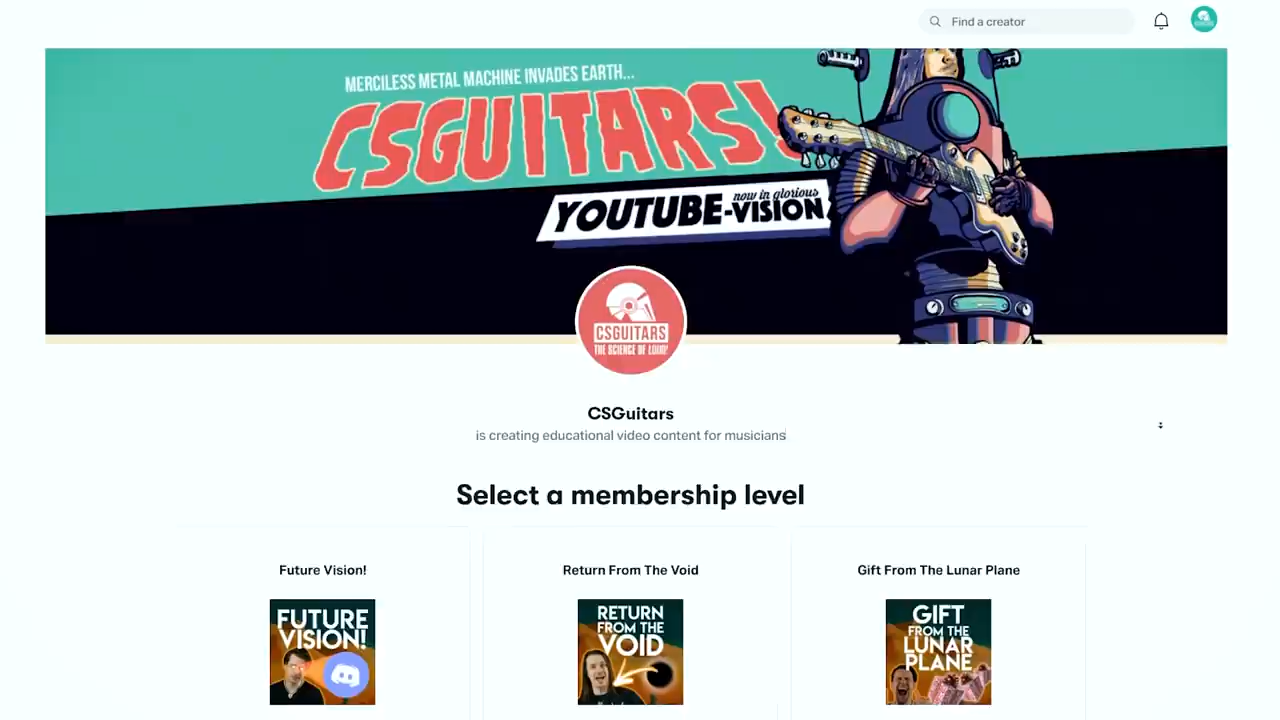 Find a creator
MERCILESS METAL MACHINE INVADES EARTH...
CSGUITARS!
now in glorious
YOUTUBE-VISION
CSGUITARS
THE SCIENCE OF LOUD!
CSGuitars
is creating educational video content for musicians
Select a membership level
Future Vision!
Return From The Void
Gift From The Lunar Plane
FUTURE
VISION!
RETURN
FROM THE
VOID
GIFT
FROM THE
LUNAR
PLANE